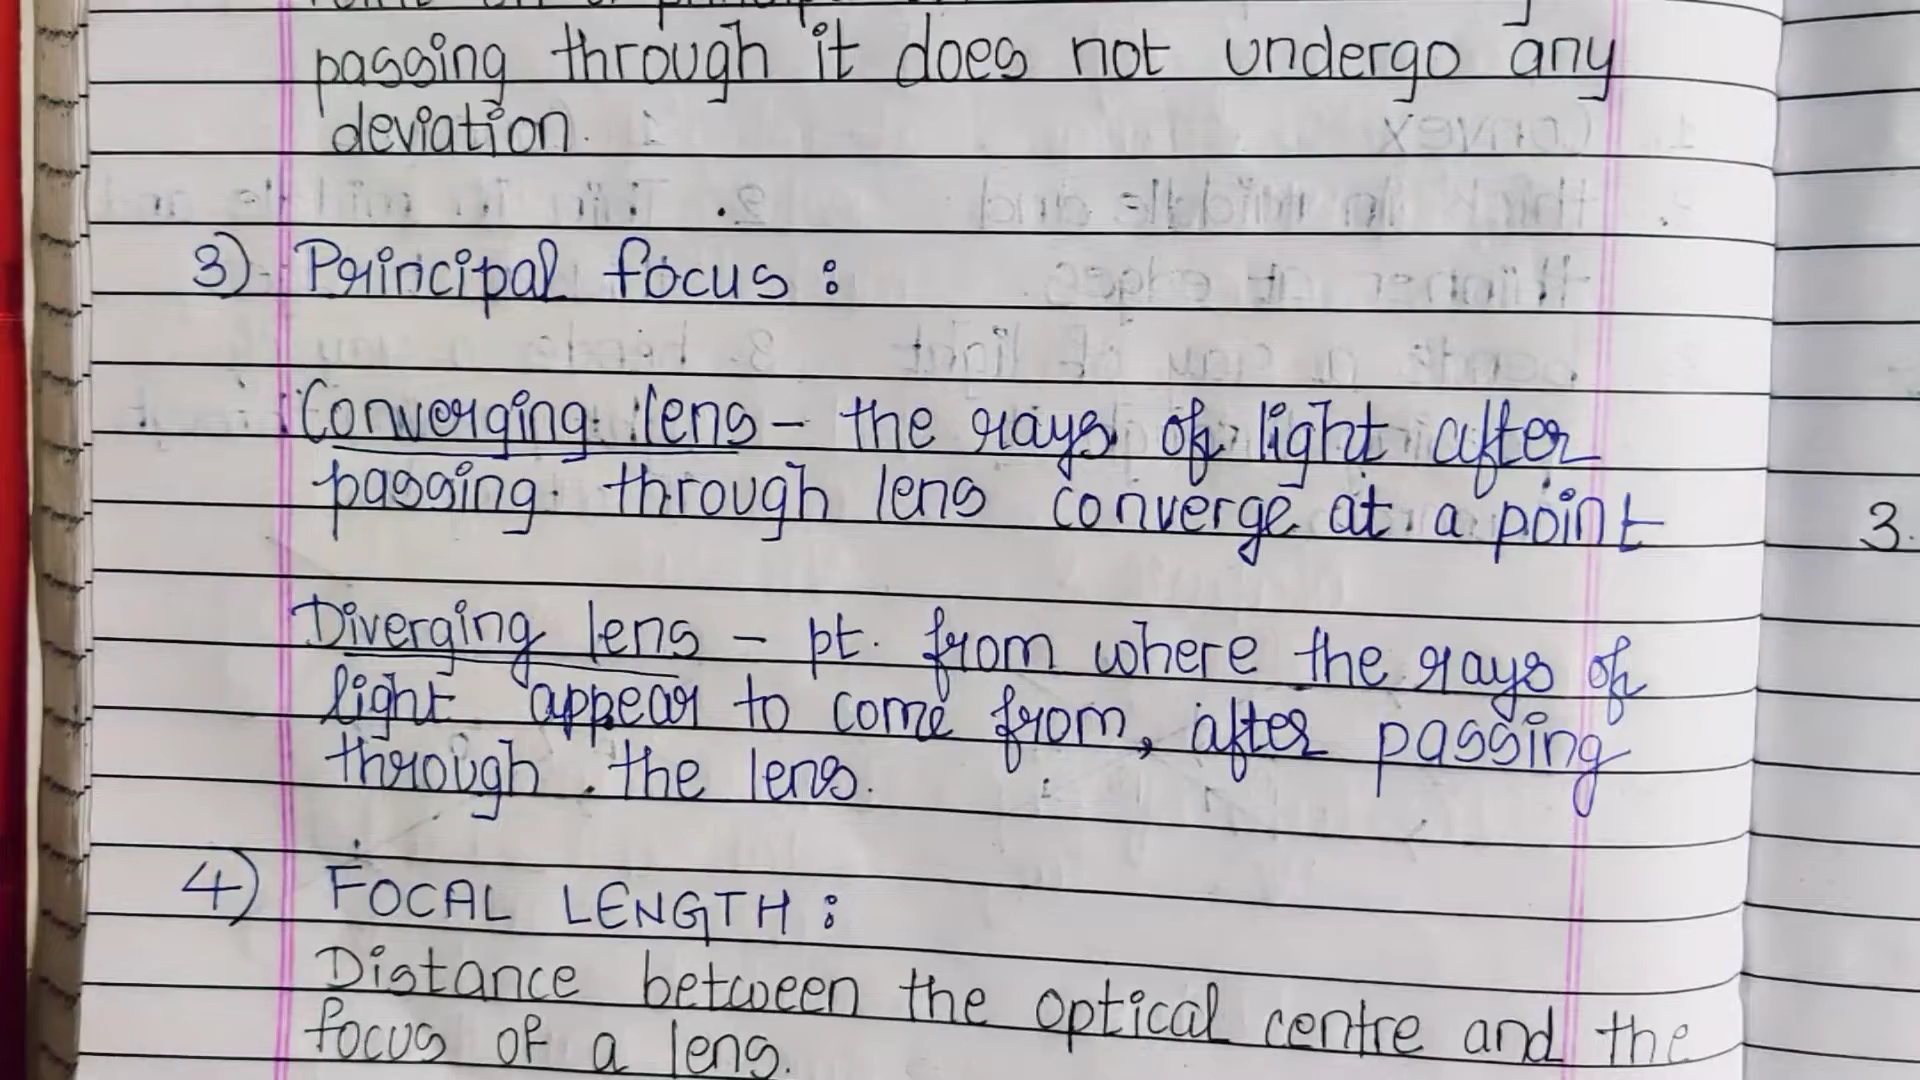 passing through it does not undergo any
deviation.
3) Principal focus :
Converging lens - the rays of light after
passing through lens converge at a point
Diverging lens - pt. from where the rays of
light appear to come from, after passing
through the lens.
4) FOCAL LENGTH :
Distance between the optical centre and the
focus of a lens.
3.